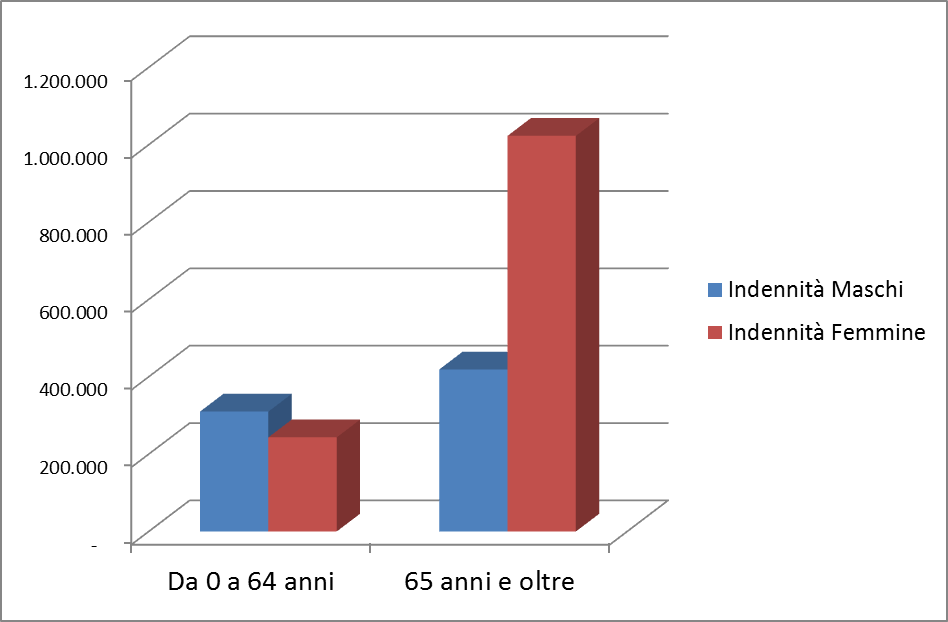 1.200.000
1.000.000
800.000
600.000
400.000
200.000
-
Da 0 a 64 anni
65 anni e oltre
Indennità Maschi
Indennità Femmine